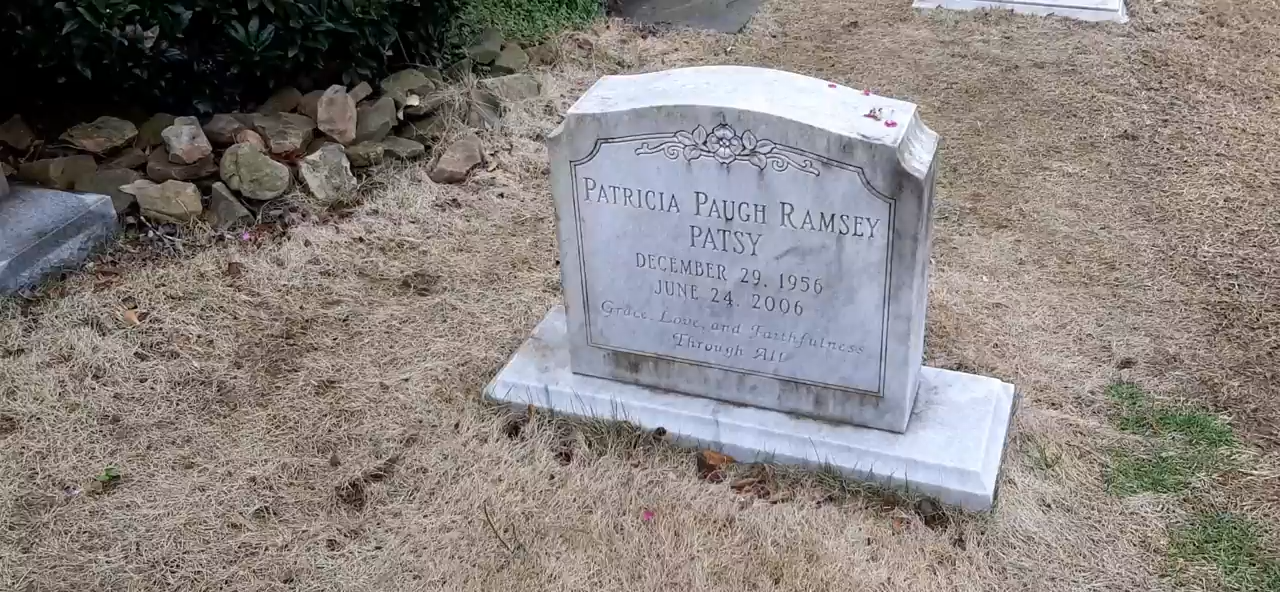 PATRICIA PAUGH RAMSEY
PATSY
DECEMBER 29, 1956
JUNE 24, 2006
Grace, Love, and Faithfulness
Through All